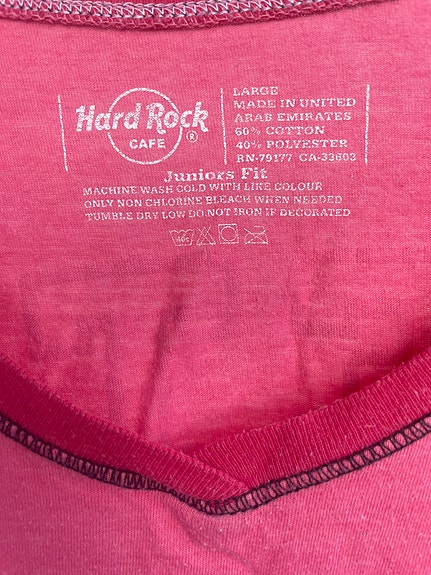 Hard Rock
CAFE
®
LARGE
MADE IN UNITED
ARAB EMIRATES
60% COTTON
40% POLYESTER
RN-79177 CA-33603
Juniors Fit
MACHINE WASH COLD WITH LIKE COLOUR
ONLY NON CHLORINE BLEACH WHEN NEEDED
TUMBLE DRY LOW DO NOT IRON IF DECORATED